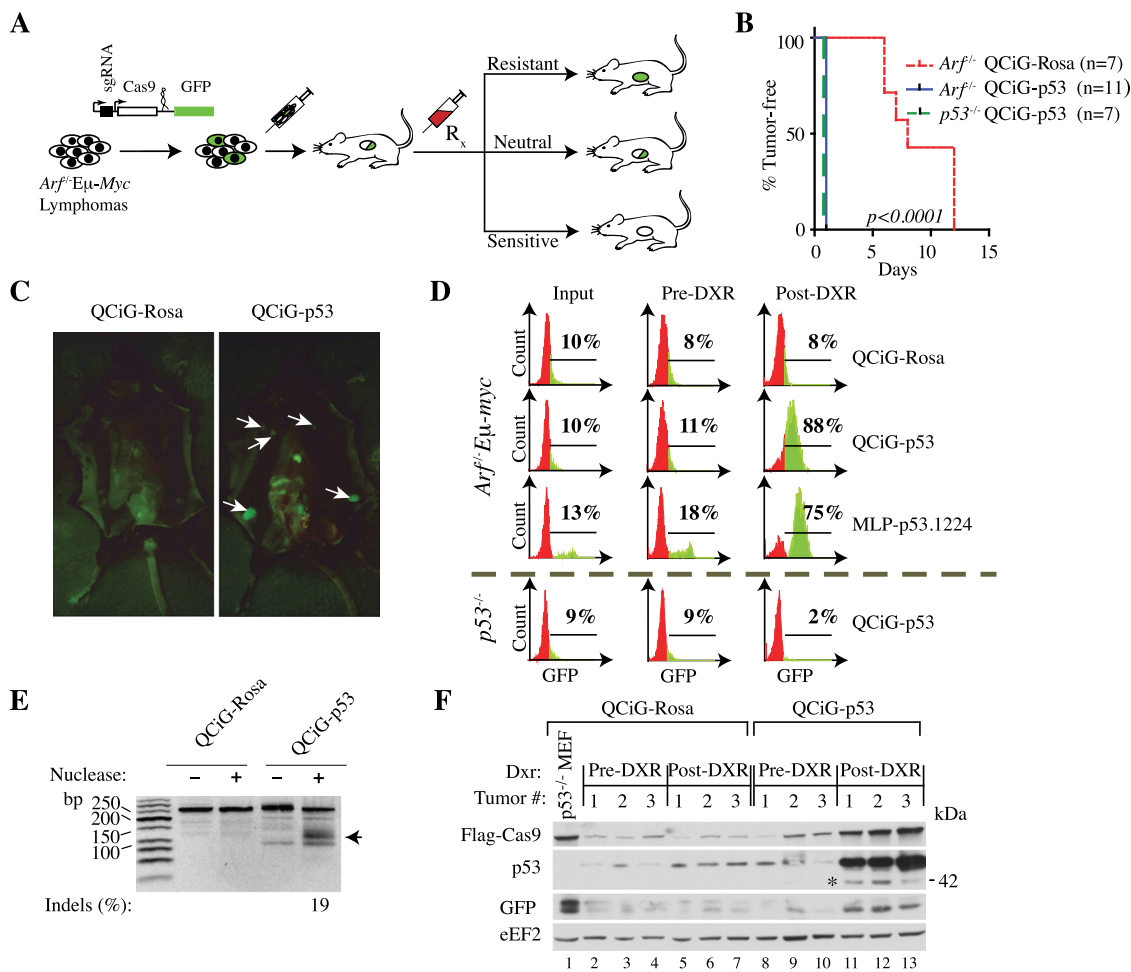 A
sgRNA
Cas9
GFP
Arf-/-Eμ-Myc
Lymphomas
Rx
Resistant
Neutral
Sensitive
B
% Tumor-free
100
50
0
0 5 10 15
Days
p<0.0001
Arf-/- QCiG-Rosa (n=7)
Arf-/- QCiG-p53 (n=11)
p53-/- QCiG-p53 (n=7)
C
QCiG-Rosa QCiG-p53
D
Input Pre-DXR Post-DXR
Arf-/-Eμ-myc
Count 10% 8% 8% QCiG-Rosa
Count 10% 11% 88% QCiG-p53
Count 13% 18% 75% MLP-p53.1224
p53-/-
Count 9% 9% 2% QCiG-p53
GFP GFP GFP
E
QCiG-Rosa QCiG-p53
Nuclease: − + − +
bp
250
200
150
100
Indels (%): 19
F
QCiG-Rosa QCiG-p53
p53-/- MEF
Dxr: Pre-DXR Post-DXR Pre-DXR Post-DXR
Tumor #: 1 2 3 1 2 3 1 2 3 1 2 3
kDa
Flag-Cas9
p53
* - 42
GFP
eEF2
1 2 3 4 5 6 7 8 9 10 11 12 13